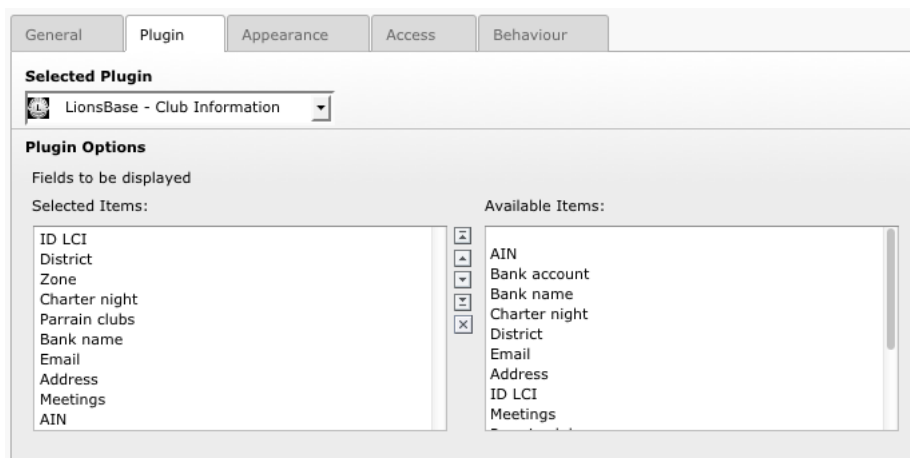 General Plugin Appearance Access Behaviour
Selected Plugin
LionsBase - Club Information
Plugin Options
Fields to be displayed
Selected Items:
ID LCI
District
Zone
Charter night
Parrain clubs
Bank name
Email
Address
Meetings
AIN
Available Items:
AIN
Bank account
Bank name
Charter night
District
Email
Address
ID LCI
Meetings